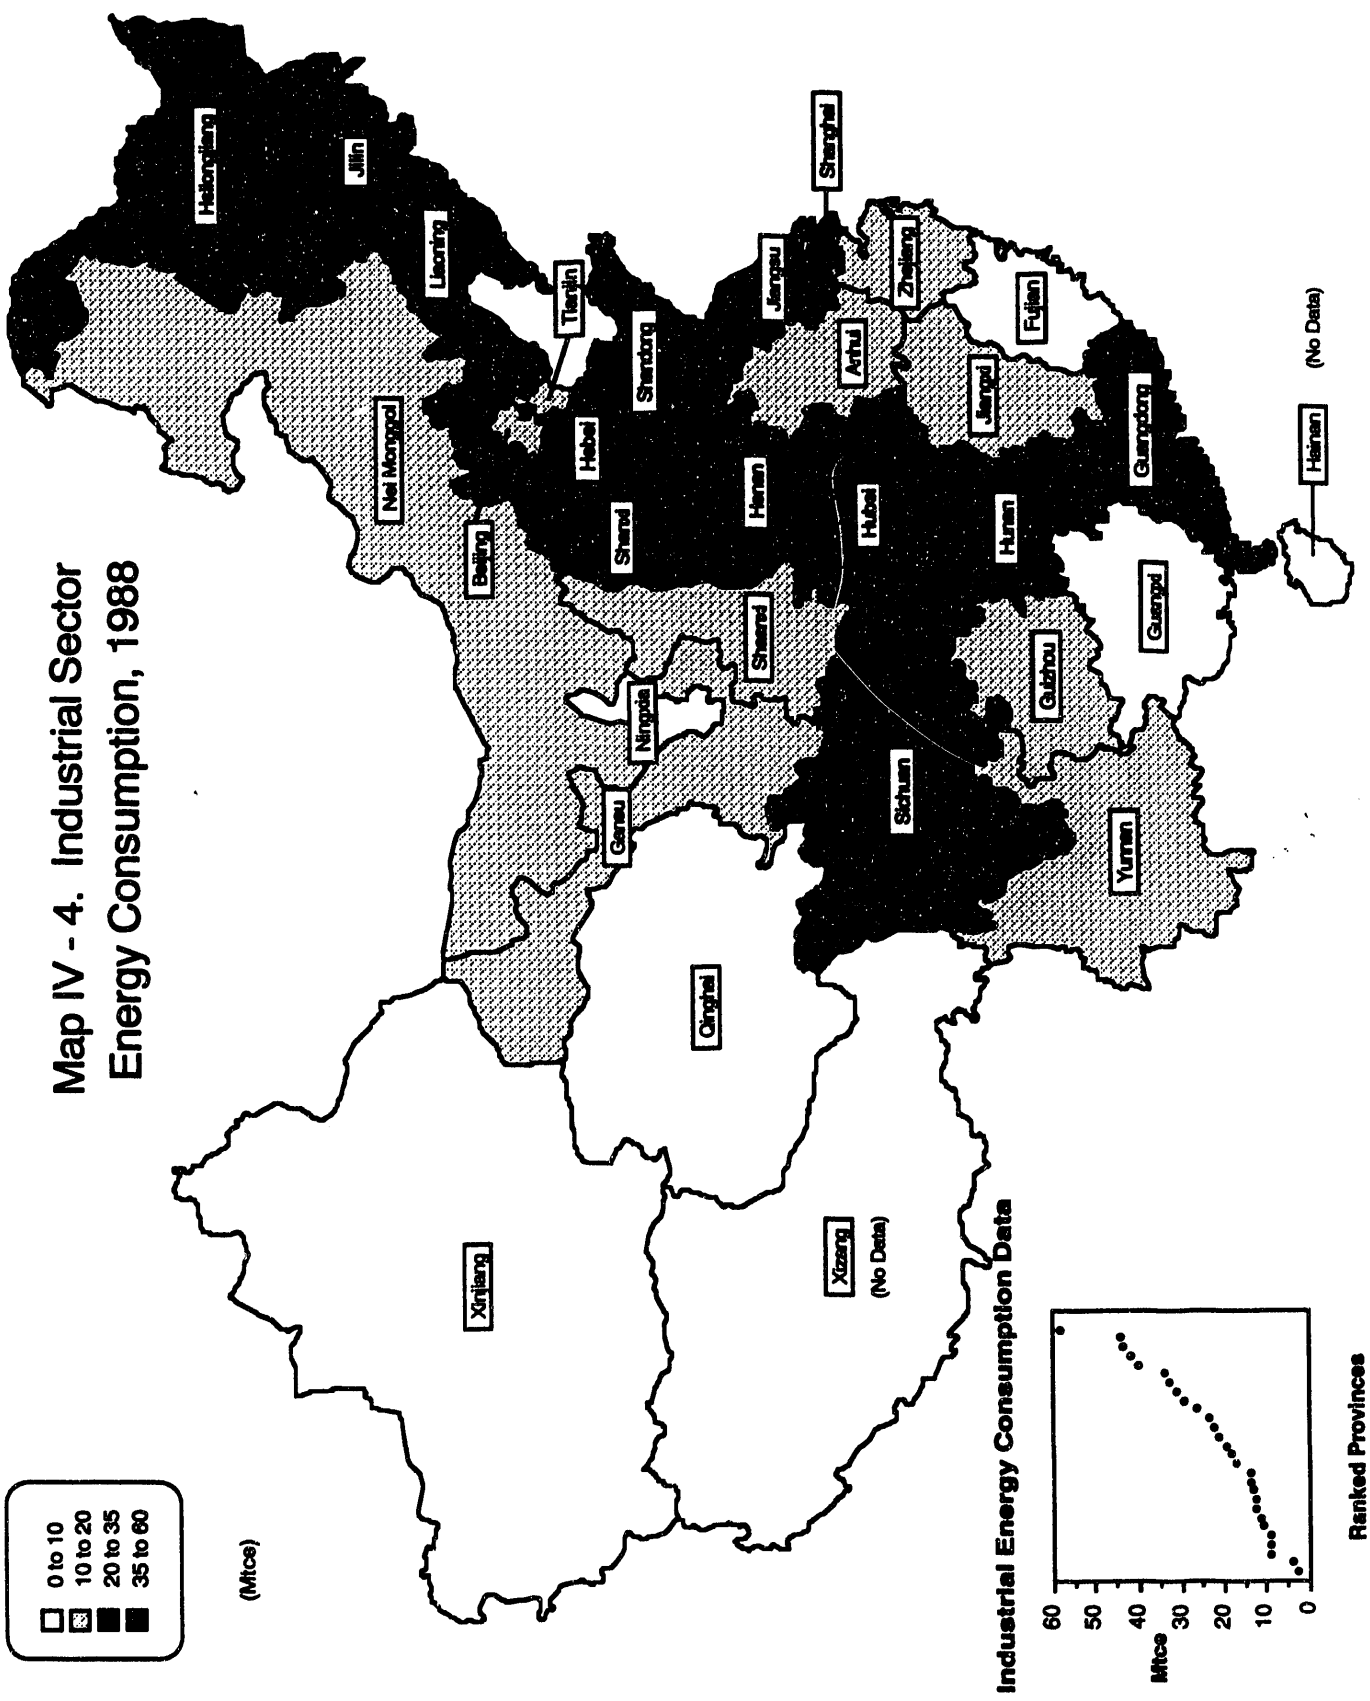 Map IV - 4. Industrial Sector
Energy Consumption, 1988
0 to 10
10 to 20
20 to 35
35 to 60
(Mtce)
Heilongjiang
Jilin
Liaoning
Nei Monggol
Beijing
Tianjin
Hebei
Shandong
Shanxi
Henan
Jiangsu
Shanghai
Anhui
Zhejiang
Fujian
Jiangxi
Hubei
Hunan
Guangdong
Guangxi
Hainan
(No Data)
Shaanxi
Ningxia
Gansu
Sichuan
Guizhou
Yunnan
Qinghai
Xinjiang
Xizang
(No Data)
Industrial Energy Consumption Data
Mtce
60
50
40
30
20
10
0
Ranked Provinces